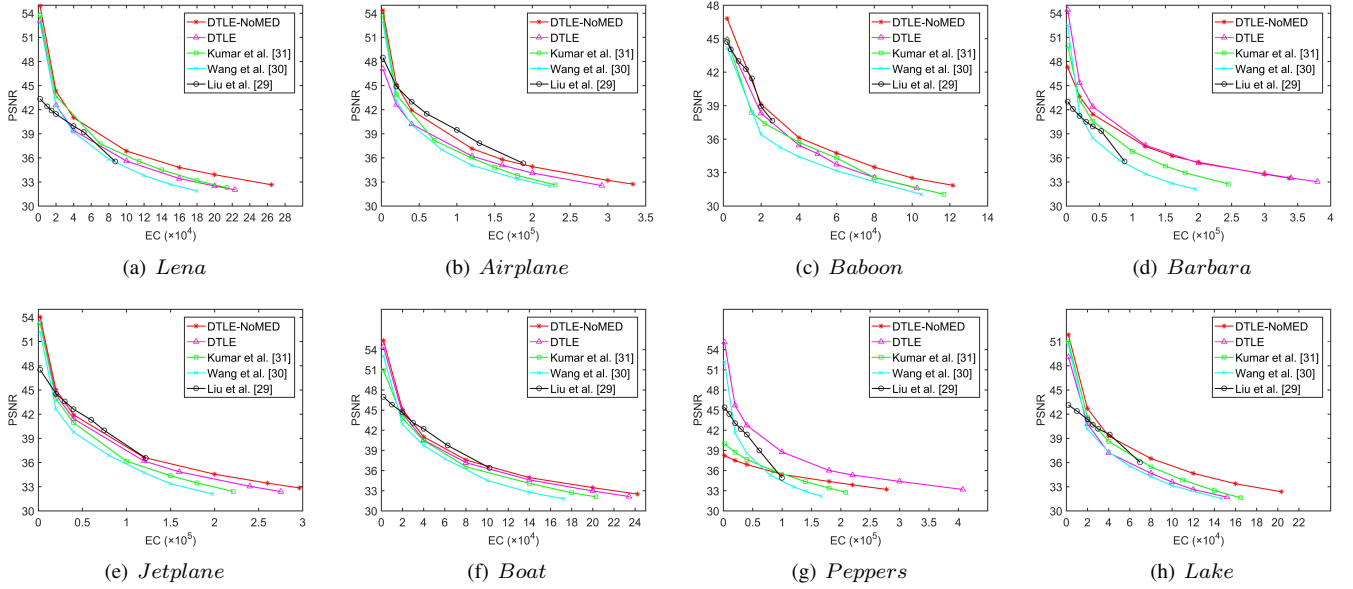 PSNR
54
51
48
45
42
39
36
33
30
0 2 4 6 8 10 12 14 16 18 20 22 24 26 28
EC (×10⁴)
DTLE-NoMED
DTLE
Kumar et al. [31]
Wang et al. [30]
Liu et al. [29]
(a) Lena
PSNR
54
51
48
45
42
39
36
33
30
0 0.5 1 1.5 2 2.5 3 3.5
EC (×10⁵)
DTLE-NoMED
DTLE
Kumar et al. [31]
Wang et al. [30]
Liu et al. [29]
(b) Airplane
PSNR
48
45
42
39
36
33
30
0 2 4 6 8 10 12 14
EC (×10⁴)
DTLE-NoMED
DTLE
Kumar et al. [31]
Wang et al. [30]
Liu et al. [29]
(c) Baboon
PSNR
54
51
48
45
42
39
36
33
30
0 0.5 1 1.5 2 2.5 3 3.5 4
EC (×10⁵)
DTLE-NoMED
DTLE
Kumar et al. [31]
Wang et al. [30]
Liu et al. [29]
(d) Barbara
PSNR
54
51
48
45
42
39
36
33
30
0 0.5 1 1.5 2 2.5 3
EC (×10⁵)
DTLE-NoMED
DTLE
Kumar et al. [31]
Wang et al. [30]
Liu et al. [29]
(e) Jetplane
PSNR
54
51
48
45
42
39
36
33
30
0 2 4 6 8 10 12 14 16 18 20 22 24
EC (×10⁴)
DTLE-NoMED
DTLE
Kumar et al. [31]
Wang et al. [30]
Liu et al. [29]
(f) Boat
PSNR
54
51
48
45
42
39
36
33
30
0 0.5 1 1.5 2 2.5 3 3.5 4
EC (×10⁵)
DTLE-NoMED
DTLE
Kumar et al. [31]
Wang et al. [30]
Liu et al. [29]
(g) Peppers
PSNR
51
48
45
42
39
36
33
30
0 2 4 6 8 10 12 14 16 18 20 22
EC (×10⁴)
DTLE-NoMED
DTLE
Kumar et al. [31]
Wang et al. [30]
Liu et al. [29]
(h) Lake